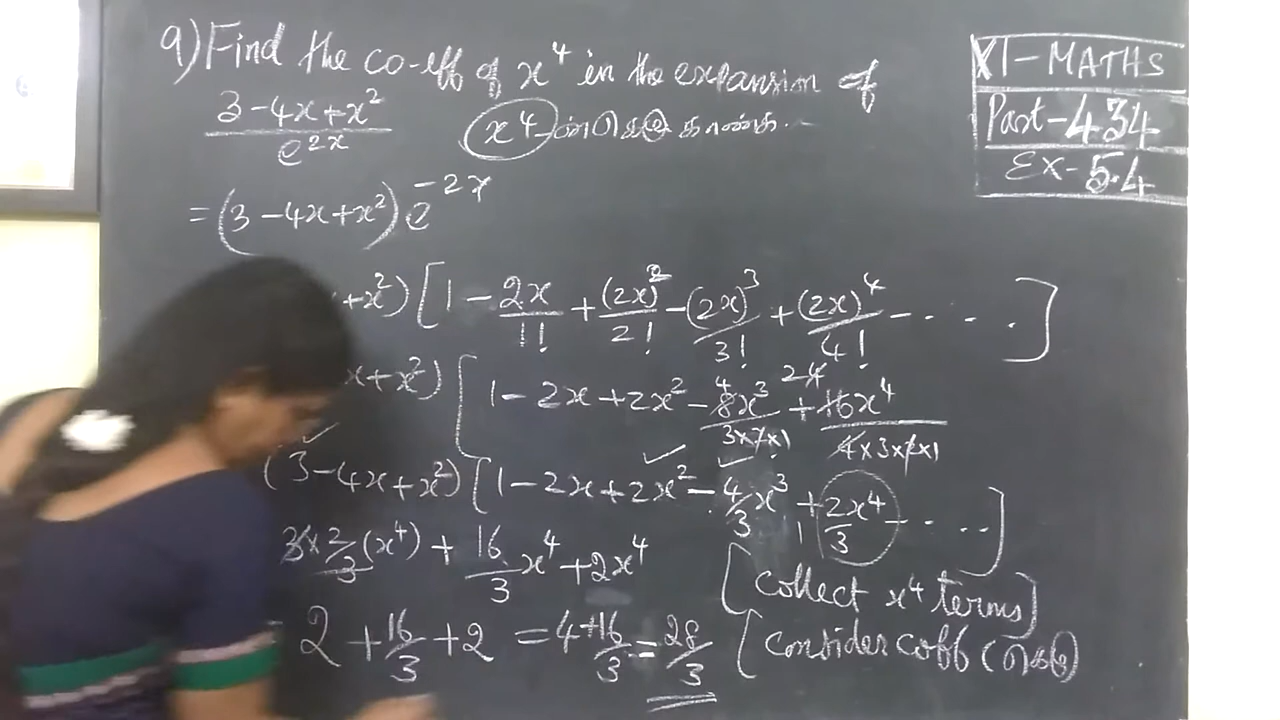 9) Find the co-eff of x⁴ in the expansion of
(3-4x+x²)/e^(2x)
x⁴
= (3-4x+x²) e^(-2x)
+x²) [1 - 2x/1! + (2x)²/2! - (2x)³/3! + (2x)⁴/4! - ....]
x+x²) [1 - 2x + 2x² - 8x³/3×2×1 + 16x⁴/4×3×2×1
(3-4x+x²) [1 - 2x + 2x² - 4/3 x³ + 2x⁴/3 - ....]
3×2/3 (x⁴) + 16/3 x⁴ + 2x⁴ [collect x⁴ terms]
2 + 16/3 + 2 = 4 + 16/3 = 28/3 (consider coff
XI-MATHS
Part-434
Ex-5.4